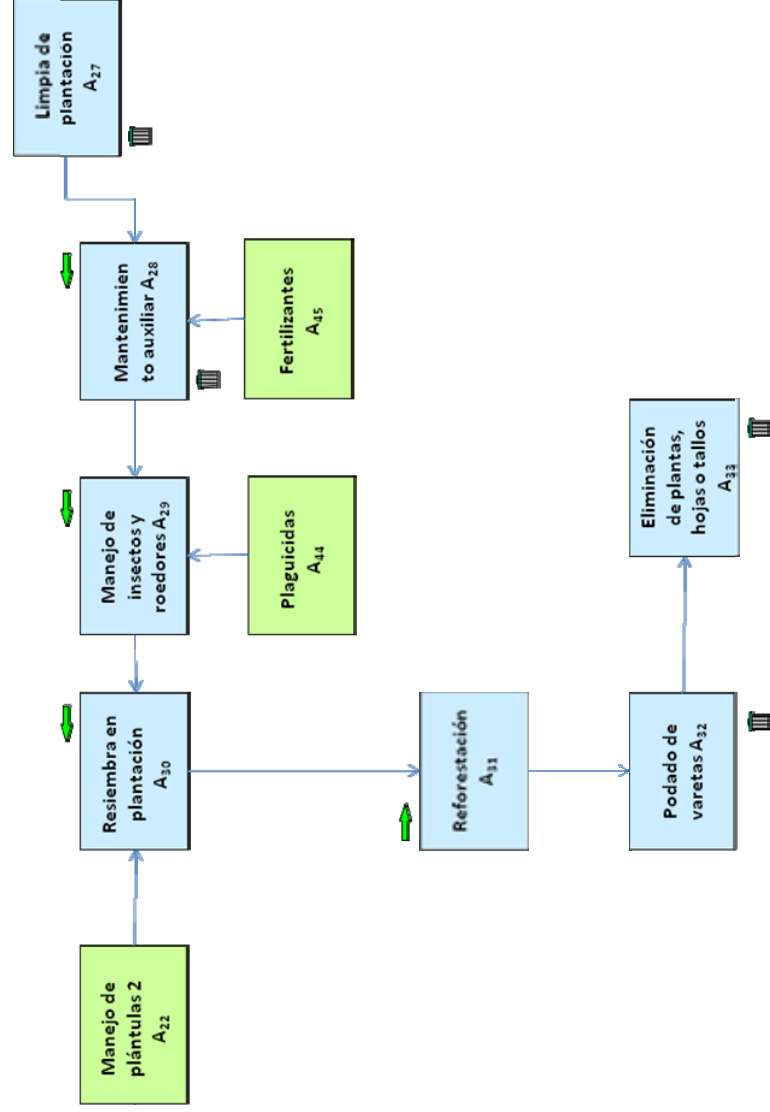 Manejo de
plántulas 2
A₂₂
Resiembra en
plantación
A₃₀
Manejo de
insectos y
roedores A₂₉
Mantenimien
to auxiliar A₂₈
Limpia de
plantación
A₂₇
Plaguicidas
A₄₄
Fertilizantes
A₄₅
Reforestación
A₃₁
Podado de
varetas A₃₂
Eliminación
de plantas,
hojas o tallos
A₃₃